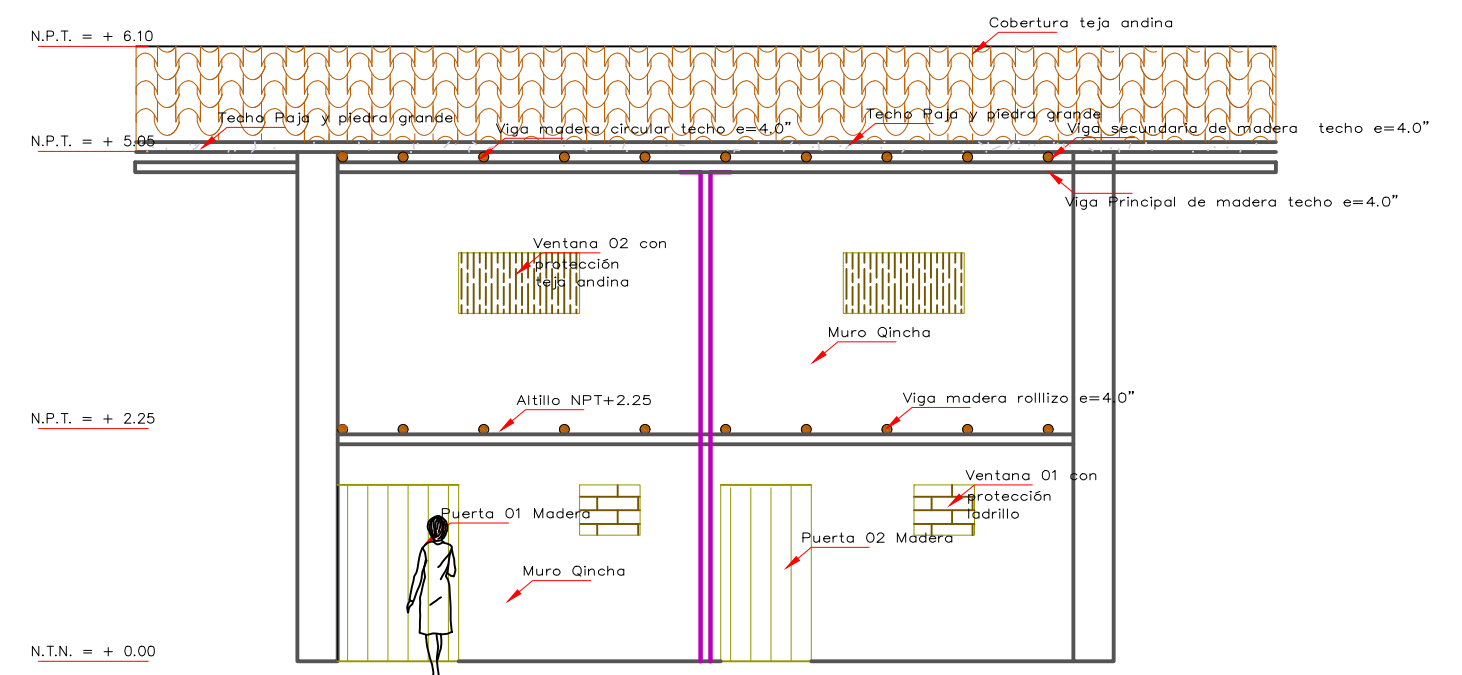 Cobertura teja andina
N.P.T. = + 6.10
Techo Paja y piedra grande
Viga madera circular techo e=4.0”
Techo Paja y piedra grande
Viga secundaria de madera techo e=4.0”
N.P.T. = + 5.05
Viga Principal de madera techo e=4.0”
Ventana 02 con
protección
teja andina
Muro Qincha
Altillo NPT+2.25
Viga madera rolllizo e=4.0”
N.P.T. = + 2.25
Ventana 01 con
protección
ladrillo
Puerta 01 Madera
Puerta 02 Madera
Muro Qincha
N.T.N. = + 0.00